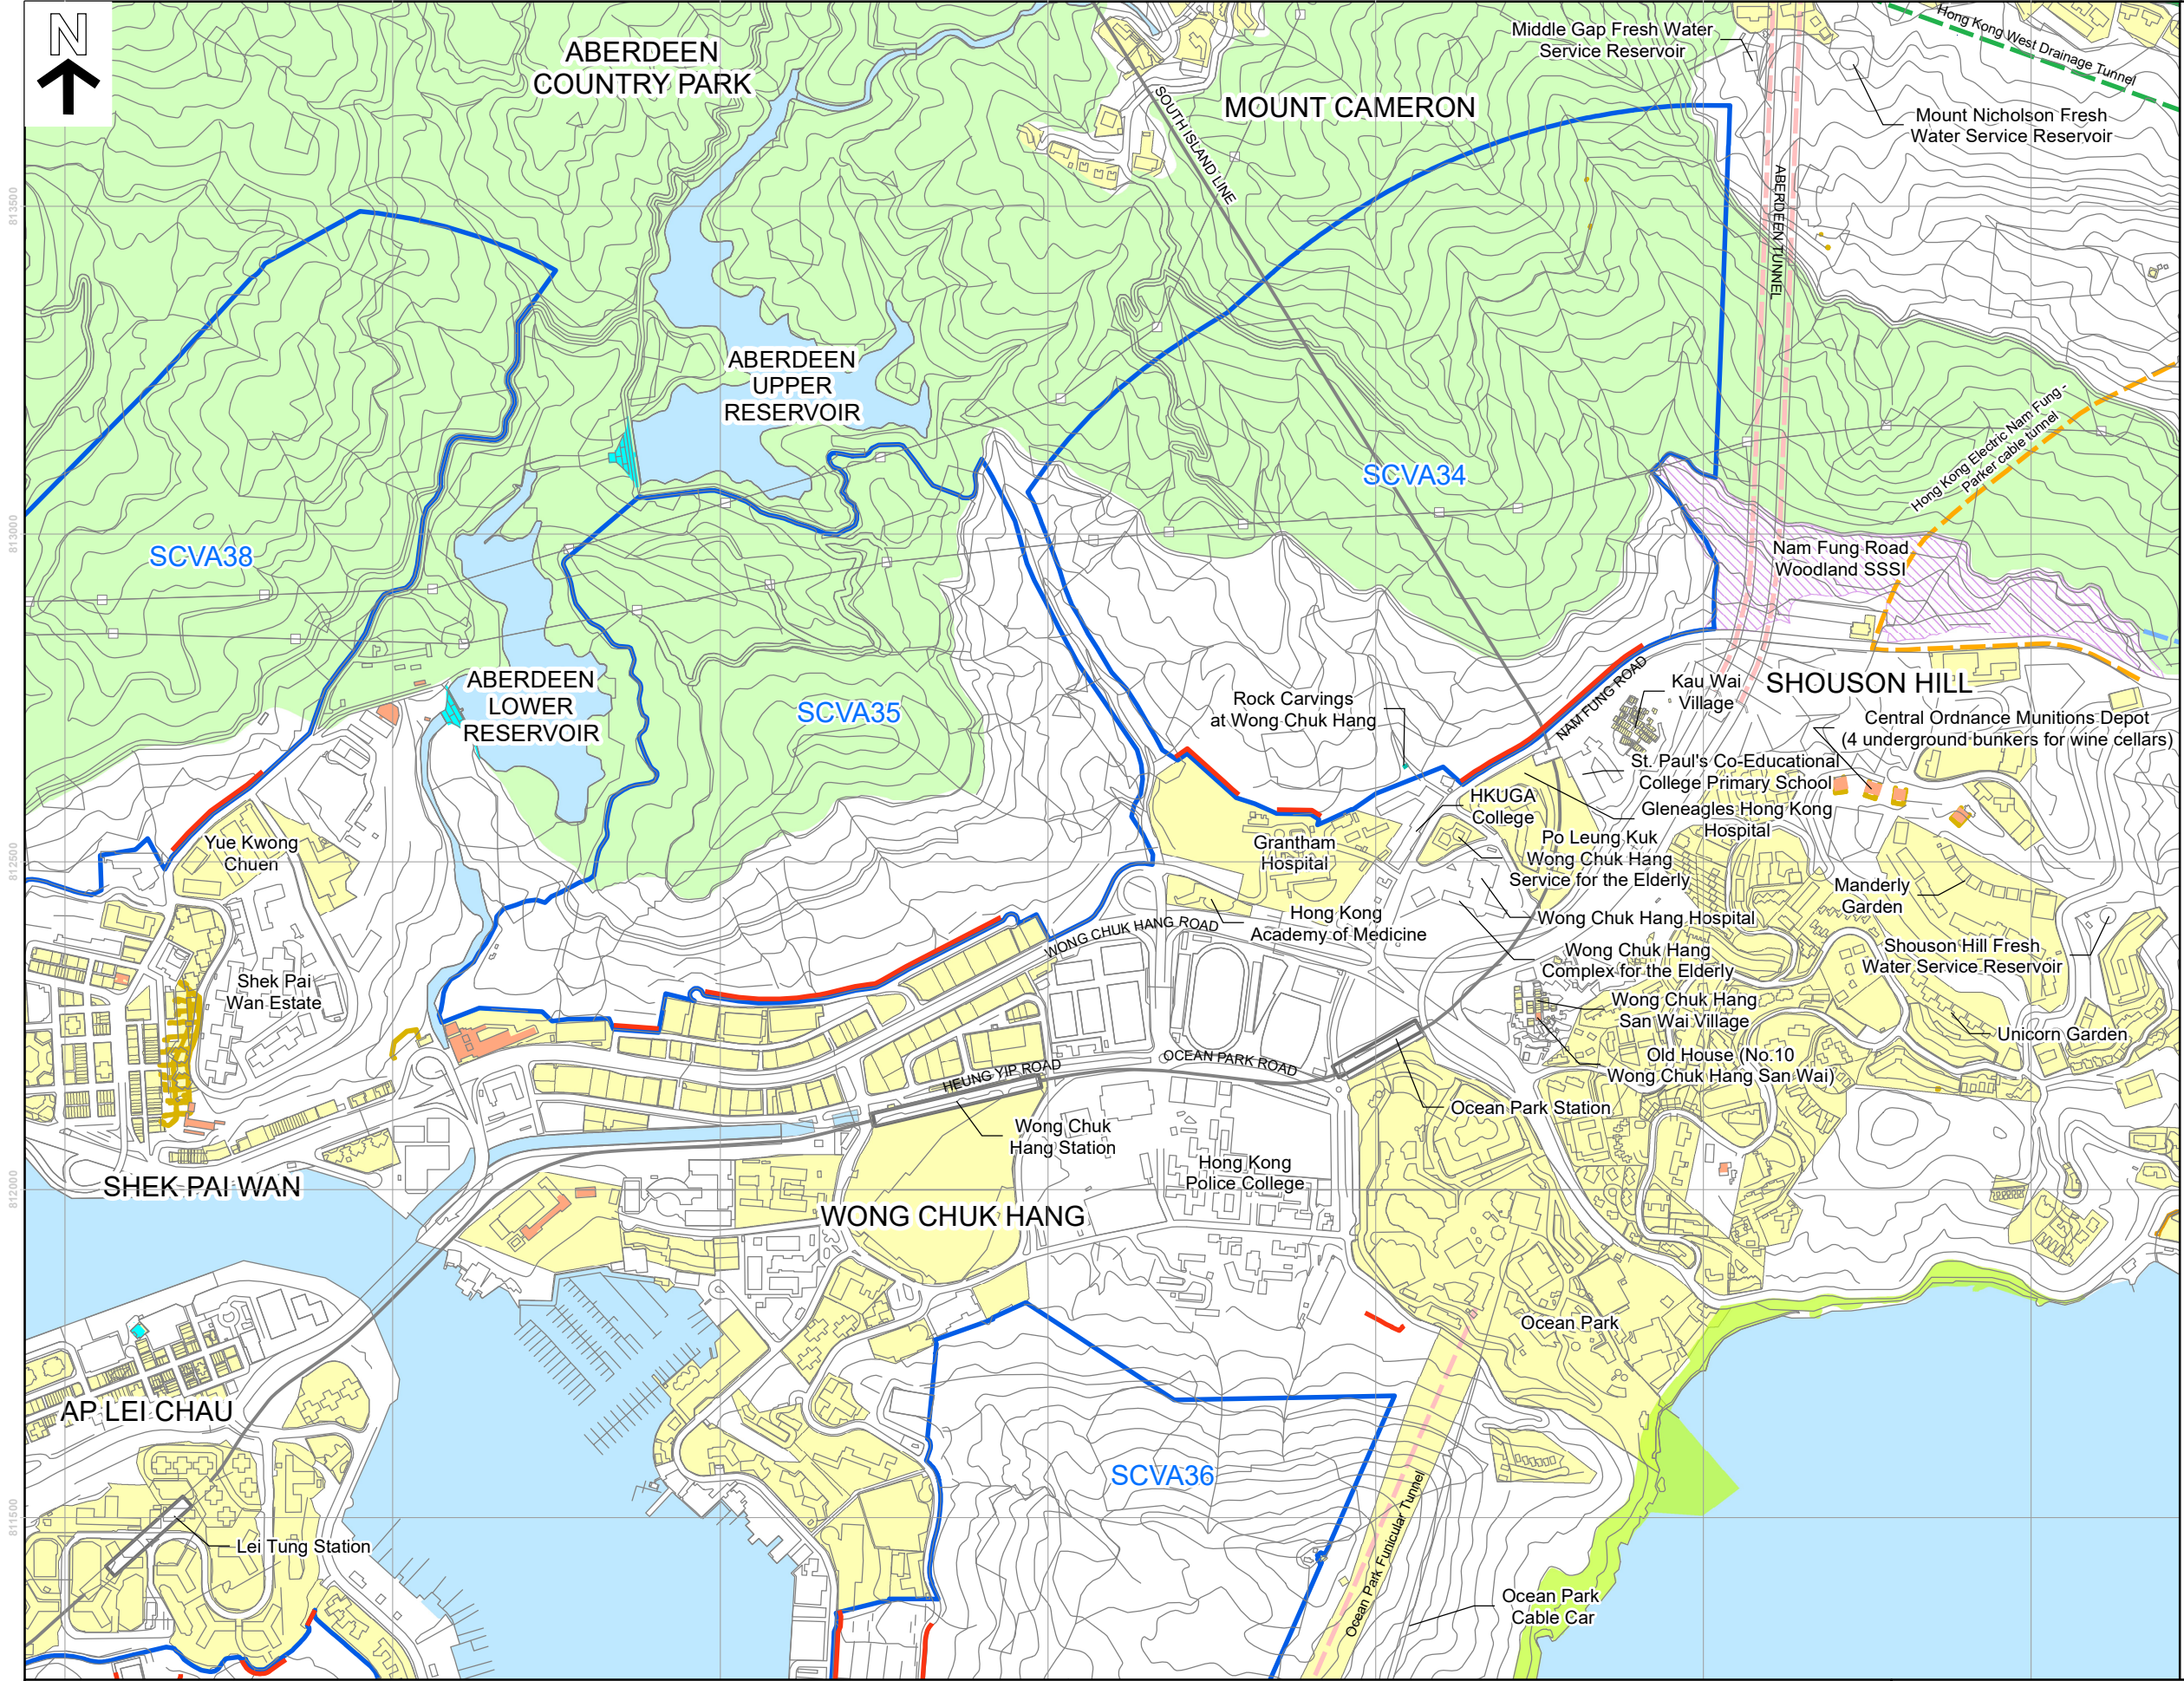 N
ABERDEEN
COUNTRY PARK
Middle Gap Fresh Water
Service Reservoir
Hong Kong West Drainage Tunnel
MOUNT CAMERON
SOUTH ISLAND LINE
Mount Nicholson Fresh
Water Service Reservoir
ABERDEEN TUNNEL
813500
ABERDEEN
UPPER
RESERVOIR
Hong Kong Electric Nam Fung -
Parker cable tunnel
SCVA34
813000
SCVA38
Nam Fung Road
Woodland SSSI
ABERDEEN
LOWER
RESERVOIR
SCVA35
Rock Carvings
at Wong Chuk Hang
NAM FUNG ROAD
Kau Wai
Village
SHOUSON HILL
Central Ordnance Munitions Depot
(4 underground bunkers for wine cellars)
St. Paul's Co-Educational
College Primary School
HKUGA
College
Gleneagles Hong Kong
Hospital
812500
Yue Kwong
Chuen
Grantham
Hospital
Po Leung Kuk
Wong Chuk Hang
Service for the Elderly
Manderly
Garden
Hong Kong
Academy of Medicine
Wong Chuk Hang Hospital
WONG CHUK HANG ROAD
Wong Chuk Hang
Complex for the Elderly
Shouson Hill Fresh
Water Service Reservoir
Shek Pai
Wan Estate
Wong Chuk Hang
San Wai Village
Unicorn Garden
Old House (No.10
Wong Chuk Hang San Wai)
OCEAN PARK ROAD
HEUNG YIP ROAD
Ocean Park Station
Wong Chuk
Hang Station
Hong Kong
Police College
812000
SHEK PAI WAN
WONG CHUK HANG
Ocean Park
AP LEI CHAU
SCVA36
811500
Lei Tung Station
Ocean Park Funicular Tunnel
Ocean Park
Cable Car